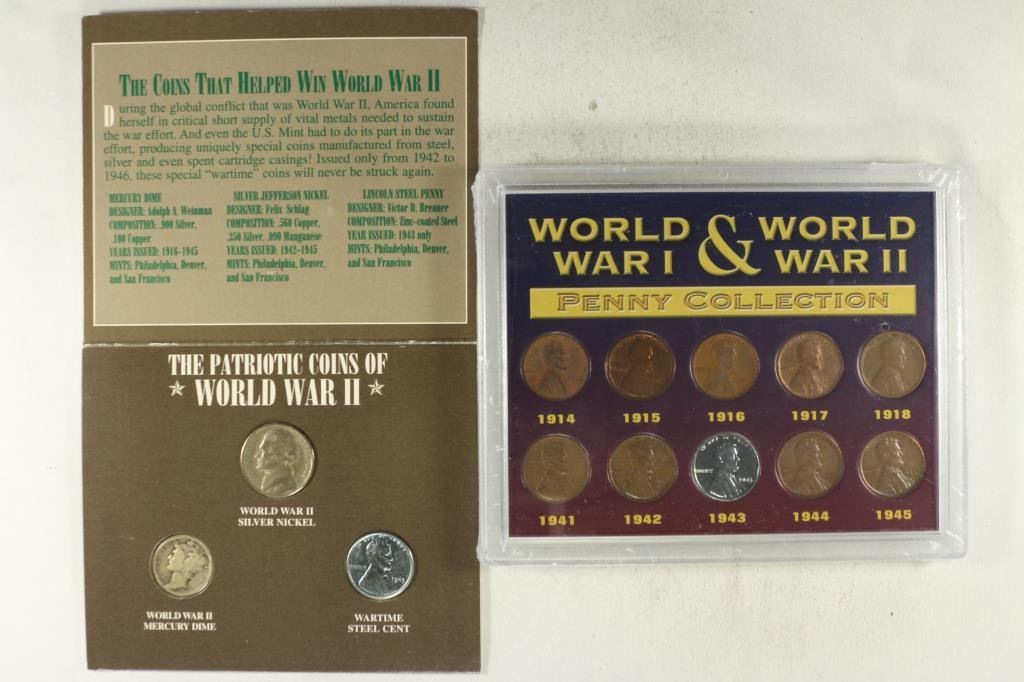 THE COINS THAT HELPED WIN WORLD WAR II
During the global conflict that was World War II, America found
herself in critical short supply of vital metals needed to sustain
the war effort. And even the U.S. Mint had to do its part in the war
effort, producing uniquely special coins manufactured from steel,
silver and even spent cartridge casings! Issued only from 1942 to
1946, these special "wartime" coins will never be struck again.
MERCURY DIME
DESIGNER: Adolph A. Weinman
COMPOSITION: .900 Silver,
.100 Copper
YEARS ISSUED: 1916-1945
MINTS: Philadelphia, Denver,
and San Francisco
SILVER JEFFERSON NICKEL
DESIGNER: Felix Schlag
COMPOSITION: .560 Copper,
.350 Silver, .090 Manganese
YEARS ISSUED: 1942-1945
MINTS: Philadelphia, Denver,
and San Francisco
LINCOLN STEEL PENNY
DESIGNER: Victor D. Brenner
COMPOSITION: Zinc-coated Steel
YEAR ISSUED: 1943 only
MINTS: Philadelphia, Denver,
and San Francisco
THE PATRIOTIC COINS OF
WORLD WAR II
WORLD WAR II
SILVER NICKEL
WORLD WAR II
MERCURY DIME
1943
WARTIME
STEEL CENT
WORLD WAR I & WORLD WAR II
PENNY COLLECTION
1914 1915 1916 1917 1918
1943
1941 1942 1943 1944 1945